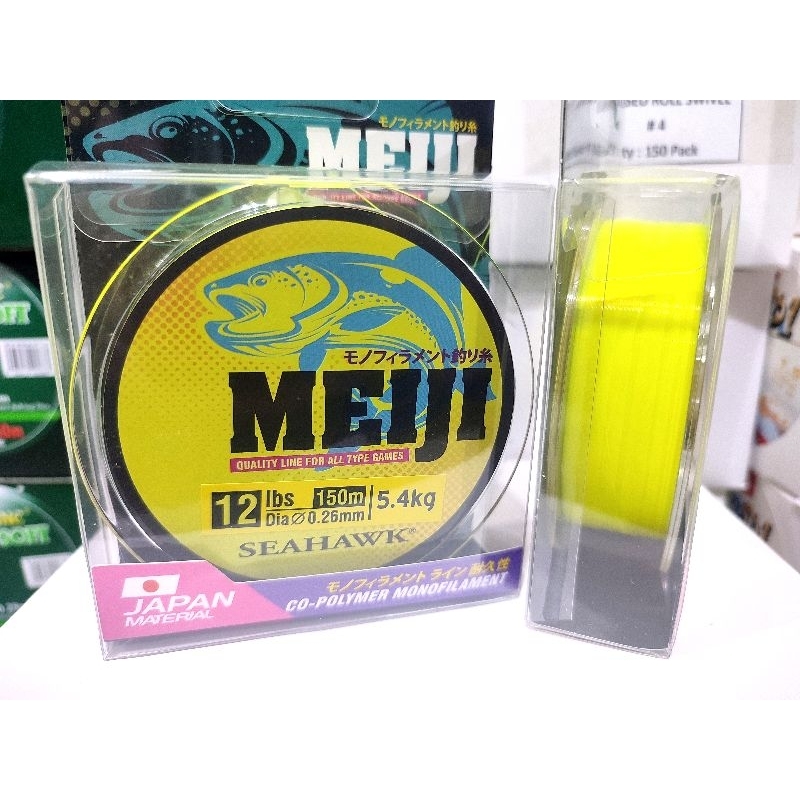 モノフィラメント釣り糸
MEIJI
# 4
150 Pack
モノフィラメント釣り糸
MEIJI
QUALITY LINE FOR ALL TYPE GAMES
12 lbs 150m 5.4kg
Dia Ø 0.26mm
SEAHAWK
JAPAN
MATERIAL
モノフィラメント ライン 耐久性
CO-POLYMER MONOFILAMENT